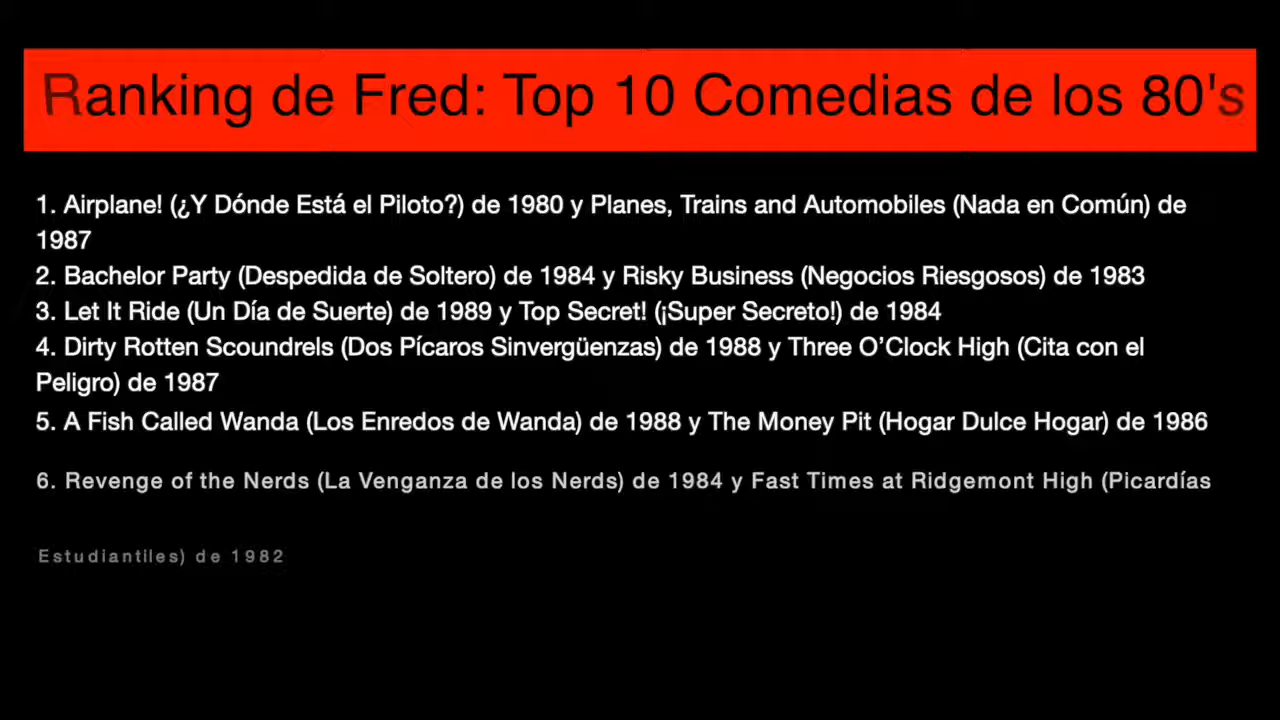 Ranking de Fred: Top 10 Comedias de los 80's
1. Airplane! (¿Y Dónde Está el Piloto?) de 1980 y Planes, Trains and Automobiles (Nada en Común) de
1987
2. Bachelor Party (Despedida de Soltero) de 1984 y Risky Business (Negocios Riesgosos) de 1983
3. Let It Ride (Un Día de Suerte) de 1989 y Top Secret! (¡Super Secreto!) de 1984
4. Dirty Rotten Scoundrels (Dos Pícaros Sinvergüenzas) de 1988 y Three O’Clock High (Cita con el
Peligro) de 1987
5. A Fish Called Wanda (Los Enredos de Wanda) de 1988 y The Money Pit (Hogar Dulce Hogar) de 1986
6. Revenge of the Nerds (La Venganza de los Nerds) de 1984 y Fast Times at Ridgemont High (Picardías
Estudiantiles) de 1982